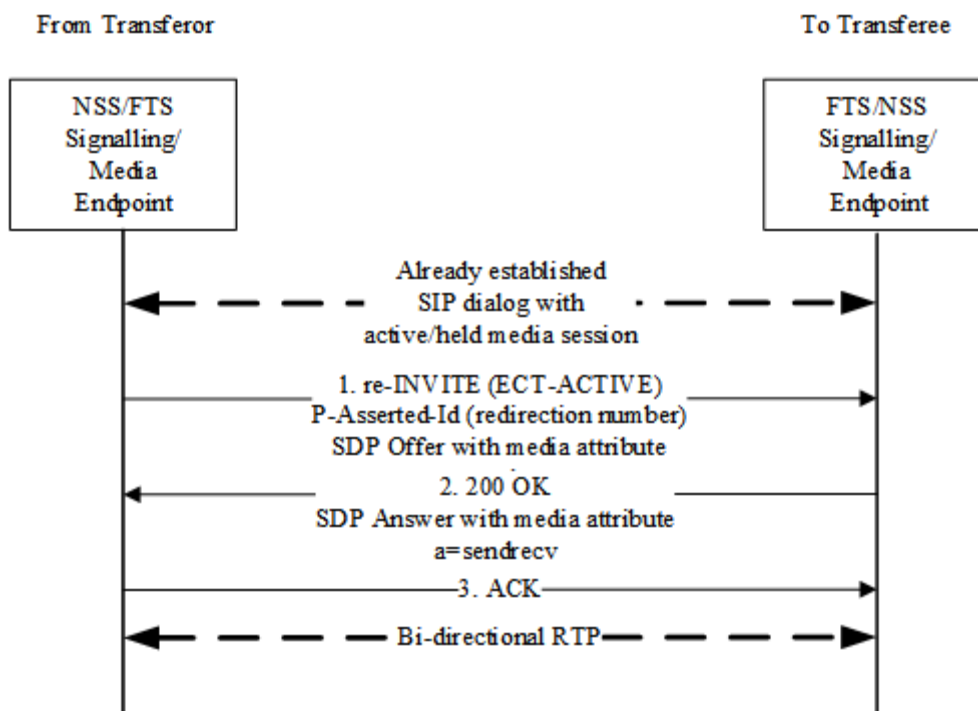 From Transferor
To Transferee
NSS/FTS
Signalling/
Media
Endpoint
FTS/NSS
Signalling/
Media
Endpoint
Already established
SIP dialog with
active/held media session
1. re-INVITE (ECT-ACTIVE)
P-Asserted-Id (redirection number)
SDP Offer with media attribute
2. 200 OK
SDP Answer with media attribute
a=sendrecv
3. ACK
Bi-directional RTP